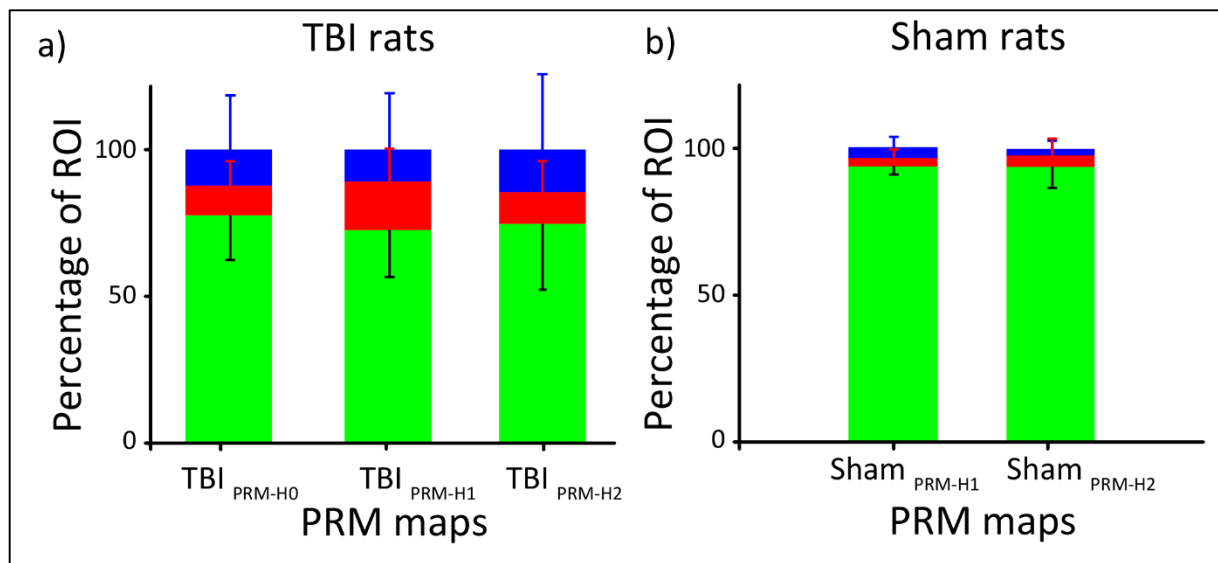 a)
TBI rats
Percentage of ROI
100
50
0
TBI PRM-H0
TBI PRM-H1
TBI PRM-H2
PRM maps
b)
Sham rats
Percentage of ROI
100
50
0
Sham PRM-H1
Sham PRM-H2
PRM maps